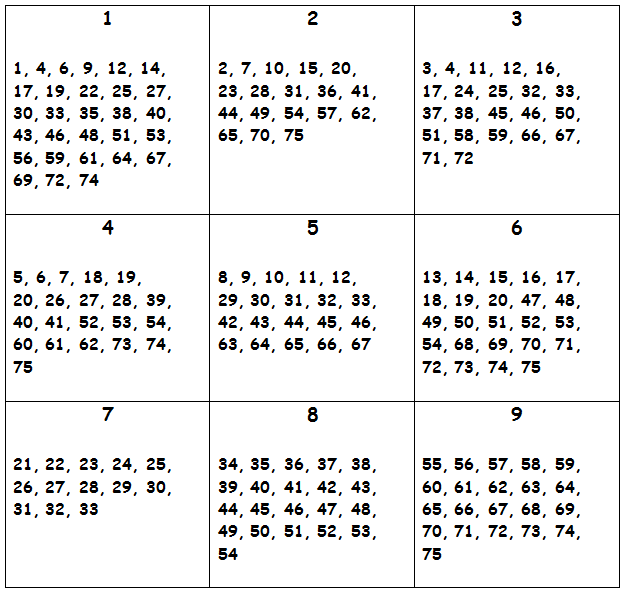 1
1, 4, 6, 9, 12, 14,
17, 19, 22, 25, 27,
30, 33, 35, 38, 40,
43, 46, 48, 51, 53,
56, 59, 61, 64, 67,
69, 72, 74
2
2, 7, 10, 15, 20,
23, 28, 31, 36, 41,
44, 49, 54, 57, 62,
65, 70, 75
3
3, 4, 11, 12, 16,
17, 24, 25, 32, 33,
37, 38, 45, 46, 50,
51, 58, 59, 66, 67,
71, 72
4
5, 6, 7, 18, 19,
20, 26, 27, 28, 39,
40, 41, 52, 53, 54,
60, 61, 62, 73, 74,
75
5
8, 9, 10, 11, 12,
29, 30, 31, 32, 33,
42, 43, 44, 45, 46,
63, 64, 65, 66, 67
6
13, 14, 15, 16, 17,
18, 19, 20, 47, 48,
49, 50, 51, 52, 53,
54, 68, 69, 70, 71,
72, 73, 74, 75
7
21, 22, 23, 24, 25,
26, 27, 28, 29, 30,
31, 32, 33
8
34, 35, 36, 37, 38,
39, 40, 41, 42, 43,
44, 45, 46, 47, 48,
49, 50, 51, 52, 53,
54
9
55, 56, 57, 58, 59,
60, 61, 62, 63, 64,
65, 66, 67, 68, 69,
70, 71, 72, 73, 74,
75